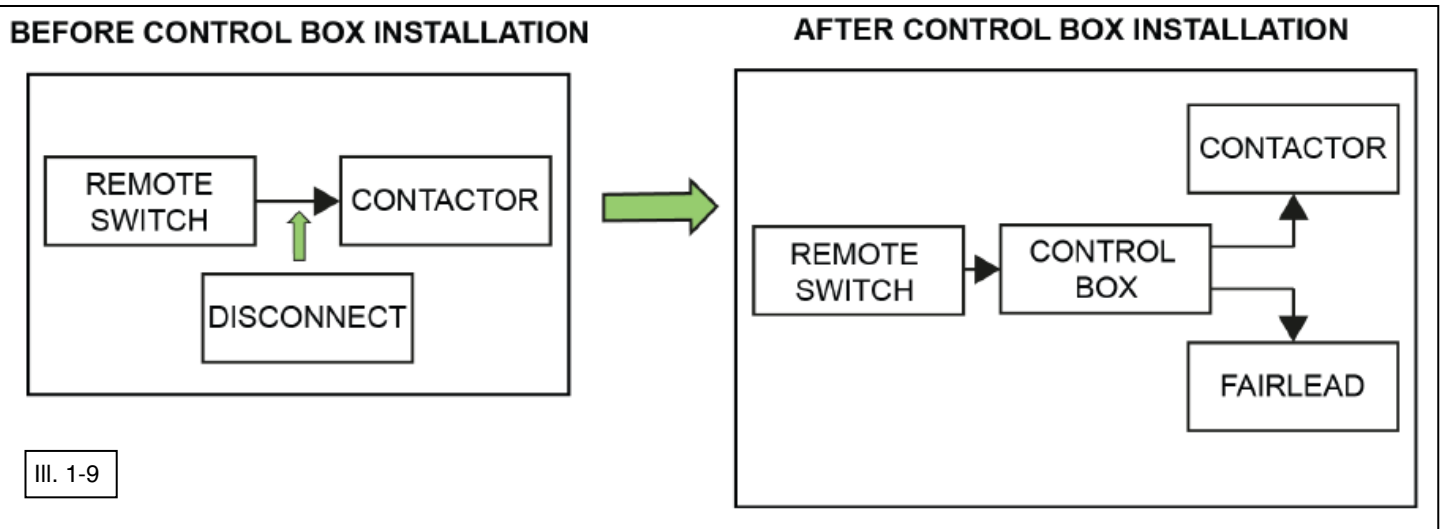 BEFORE CONTROL BOX INSTALLATION
REMOTE
SWITCH
CONTACTOR
DISCONNECT
Ill. 1-9
AFTER CONTROL BOX INSTALLATION
REMOTE
SWITCH
CONTROL
BOX
CONTACTOR
FAIRLEAD